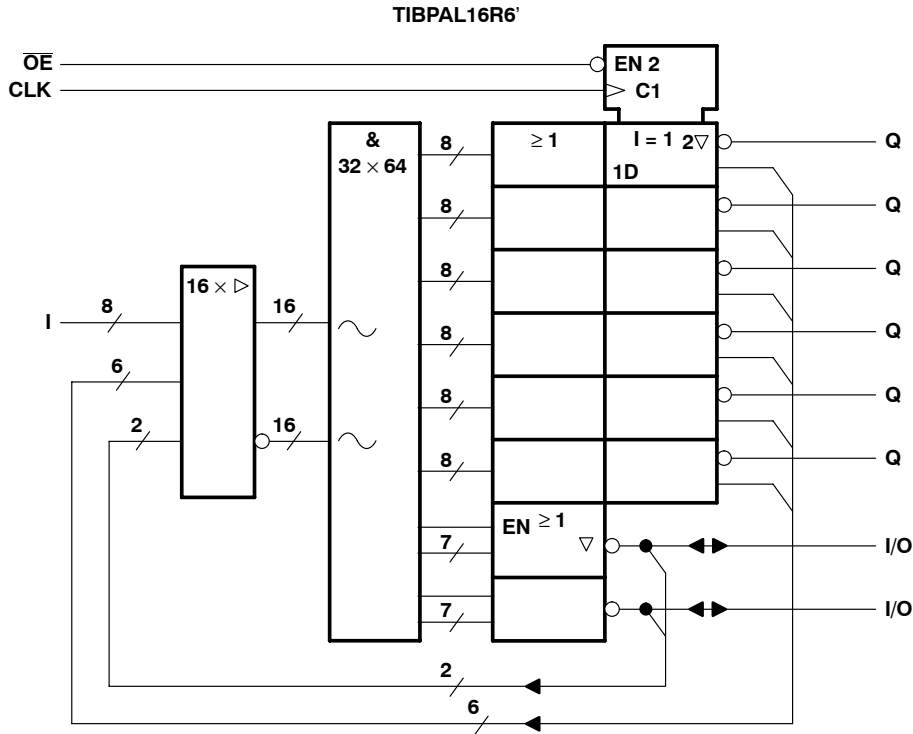 TIBPAL16R6’
OE
EN 2
CLK
C1
&
32 × 64
8
≥ 1
I = 1 2▽
1D
Q
8
Q
8
Q
16 × ▷
I
8
16
8
Q
6
8
Q
2
16
8
Q
EN ≥ 1
▽
7
I/O
7
I/O
2
6